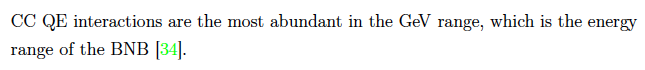 CC QE interactions are the most abundant in the GeV range, which is the energy
range of the BNB [34].